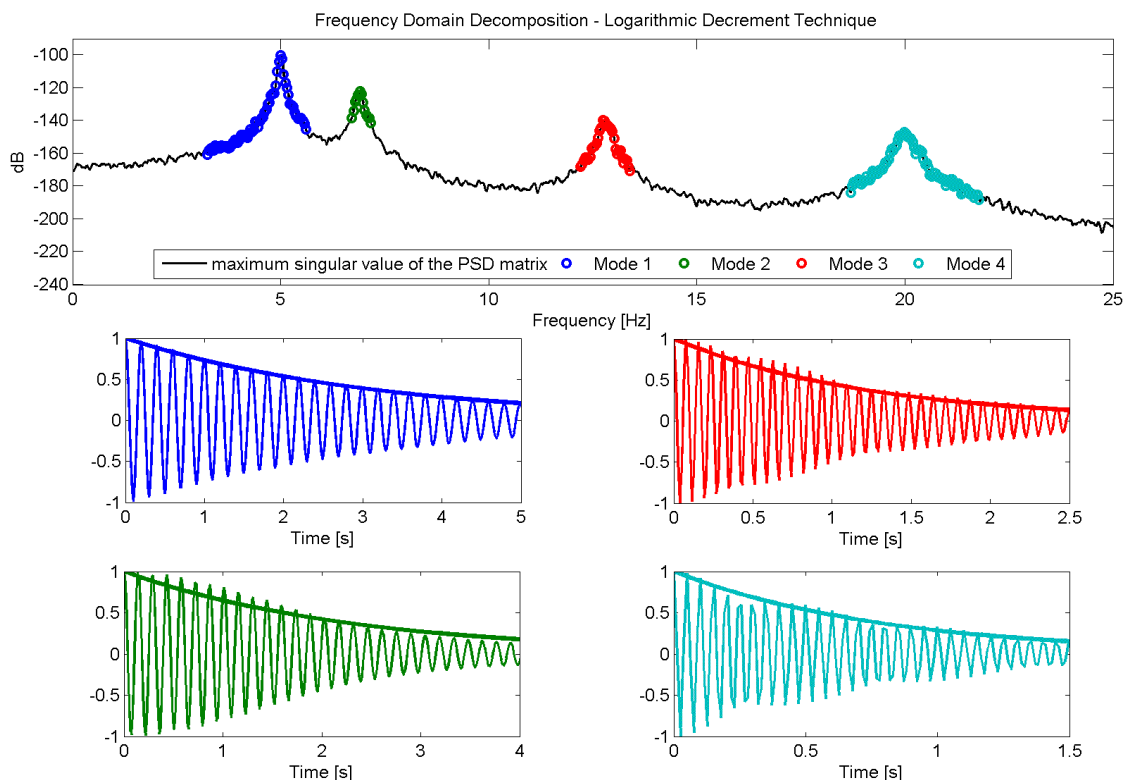 Frequency Domain Decomposition - Logarithmic Decrement Technique
-100
-120
-140
-160
-180
-200
-220
-240
dB
maximum singular value of the PSD matrix Mode 1 Mode 2 Mode 3 Mode 4
0 5 10 15 20 25
Frequency [Hz]
1
0.5
0
-0.5
-1
0 1 2 3 4 5
Time [s]
1
0.5
0
-0.5
-1
0 0.5 1 1.5 2 2.5
Time [s]
1
0.5
0
-0.5
-1
0 1 2 3 4
Time [s]
1
0.5
0
-0.5
-1
0 0.5 1 1.5
Time [s]